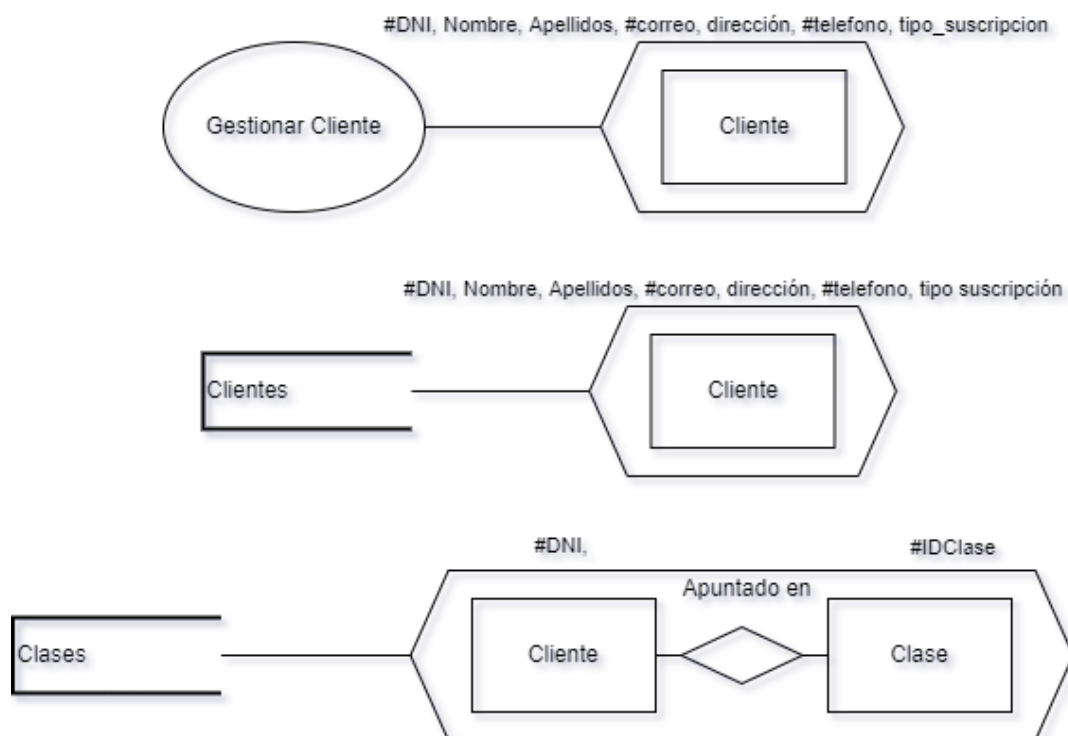 #DNI, Nombre, Apellidos, #correo, dirección, #telefono, tipo_suscripcion
Gestionar Cliente
Cliente
#DNI, Nombre, Apellidos, #correo, dirección, #telefono, tipo suscripción
Clientes
Cliente
#DNI,
#IDClase
Apuntado en
Clases
Cliente
Clase